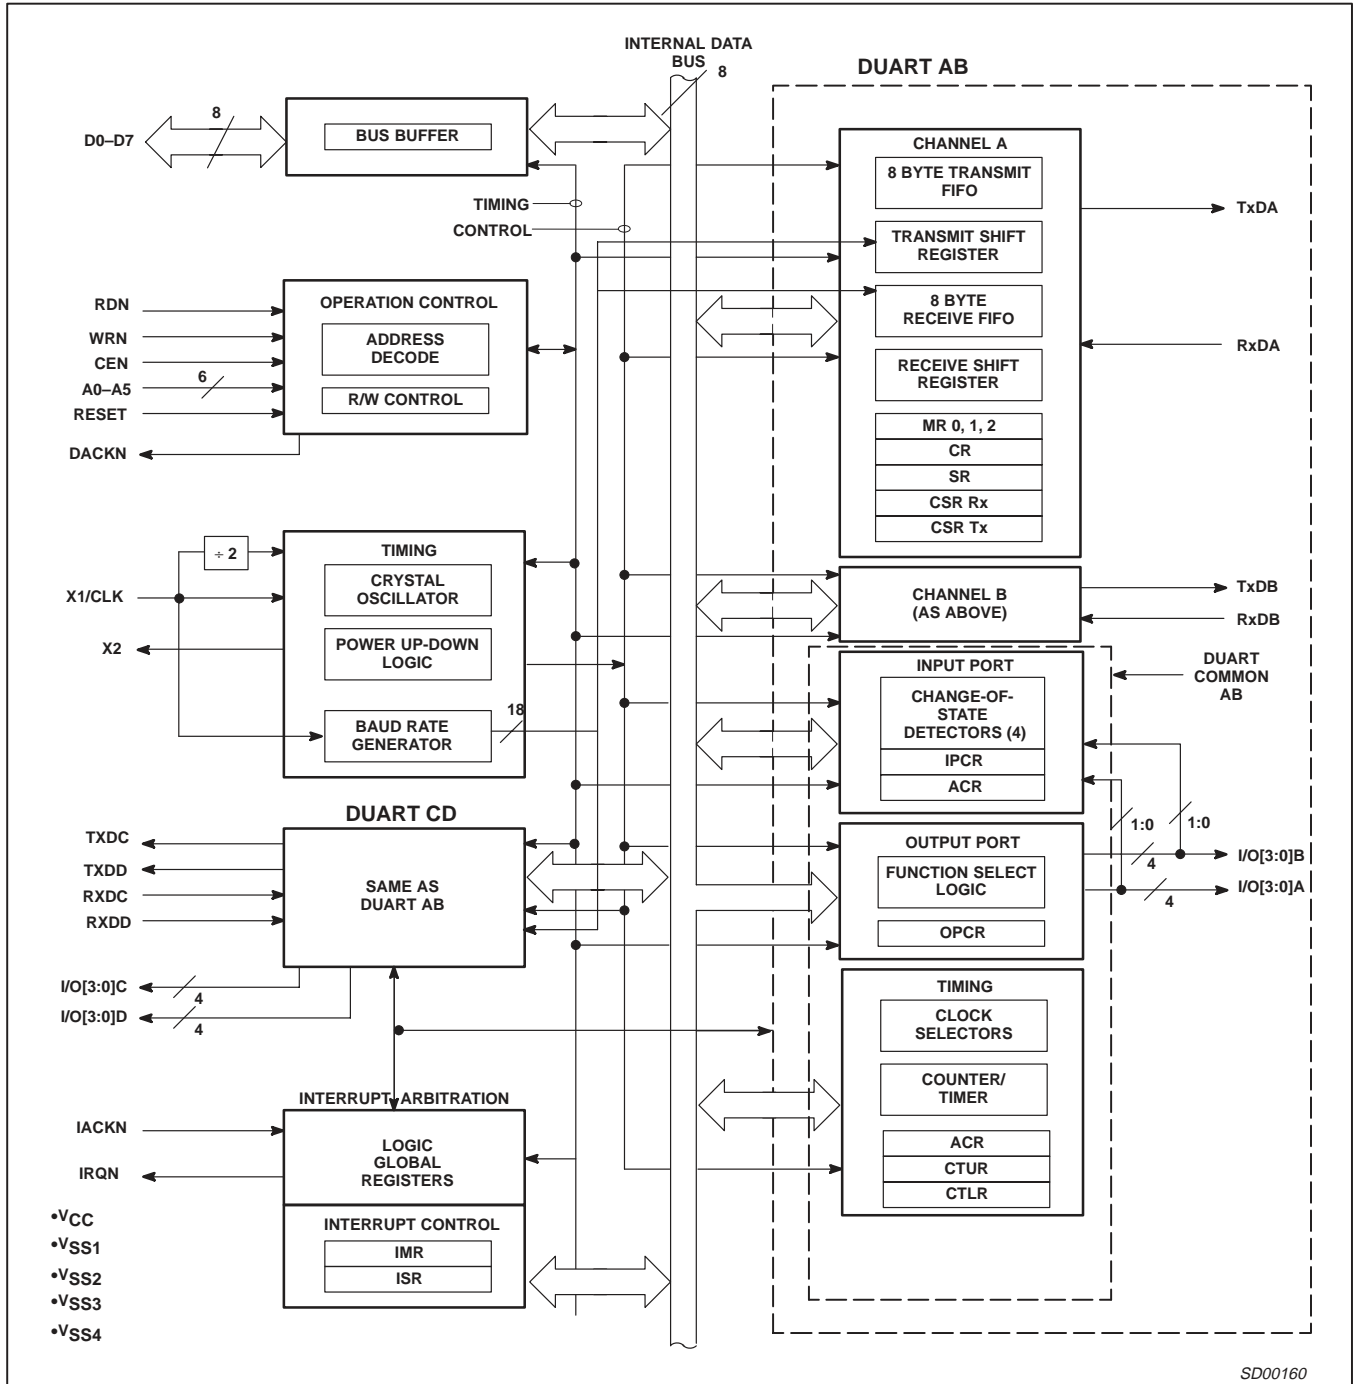 INTERNAL DATA
BUS
8
DUART AB
D0–D7
8
BUS BUFFER
TIMING
CONTROL
CHANNEL A
8 BYTE TRANSMIT
FIFO
TRANSMIT SHIFT
REGISTER
8 BYTE
RECEIVE FIFO
RECEIVE SHIFT
REGISTER
MR 0, 1, 2
CR
SR
CSR Rx
CSR Tx
TxDA
RxDA
RDN
WRN
CEN
A0–A5
6
RESET
DACKN
OPERATION CONTROL
ADDRESS
DECODE
R/W CONTROL
÷ 2
X1/CLK
X2
TIMING
CRYSTAL
OSCILLATOR
POWER UP-DOWN
LOGIC
BAUD RATE
GENERATOR
18
CHANNEL B
(AS ABOVE)
TxDB
RxDB
DUART
COMMON
AB
INPUT PORT
CHANGE-OF-
STATE
DETECTORS (4)
IPCR
ACR
1:0
1:0
DUART CD
TXDC
TXDD
RXDC
RXDD
SAME AS
DUART AB
I/O[3:0]C
4
I/O[3:0]D
4
OUTPUT PORT
FUNCTION SELECT
LOGIC
OPCR
4
I/O[3:0]B
4
I/O[3:0]A
TIMING
CLOCK
SELECTORS
COUNTER/
TIMER
ACR
CTUR
CTLR
INTERRUPT ARBITRATION
IACKN
IRQN
LOGIC
GLOBAL
REGISTERS
INTERRUPT CONTROL
IMR
ISR
•VCC
•VSS1
•VSS2
•VSS3
•VSS4
SD00160